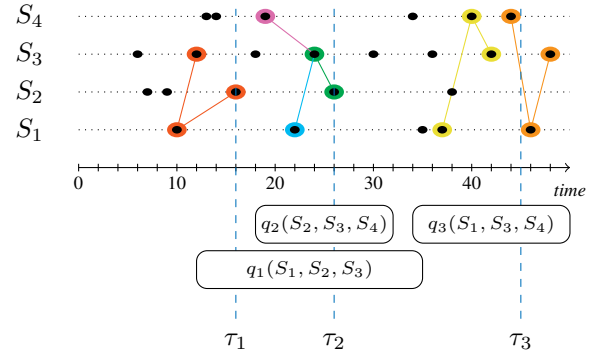 S₄
S₃
S₂
S₁
0 10 20 30 40 time
q₂(S₂, S₃, S₄) q₃(S₁, S₃, S₄)
q₁(S₁, S₂, S₃)
τ₁ τ₂ τ₃